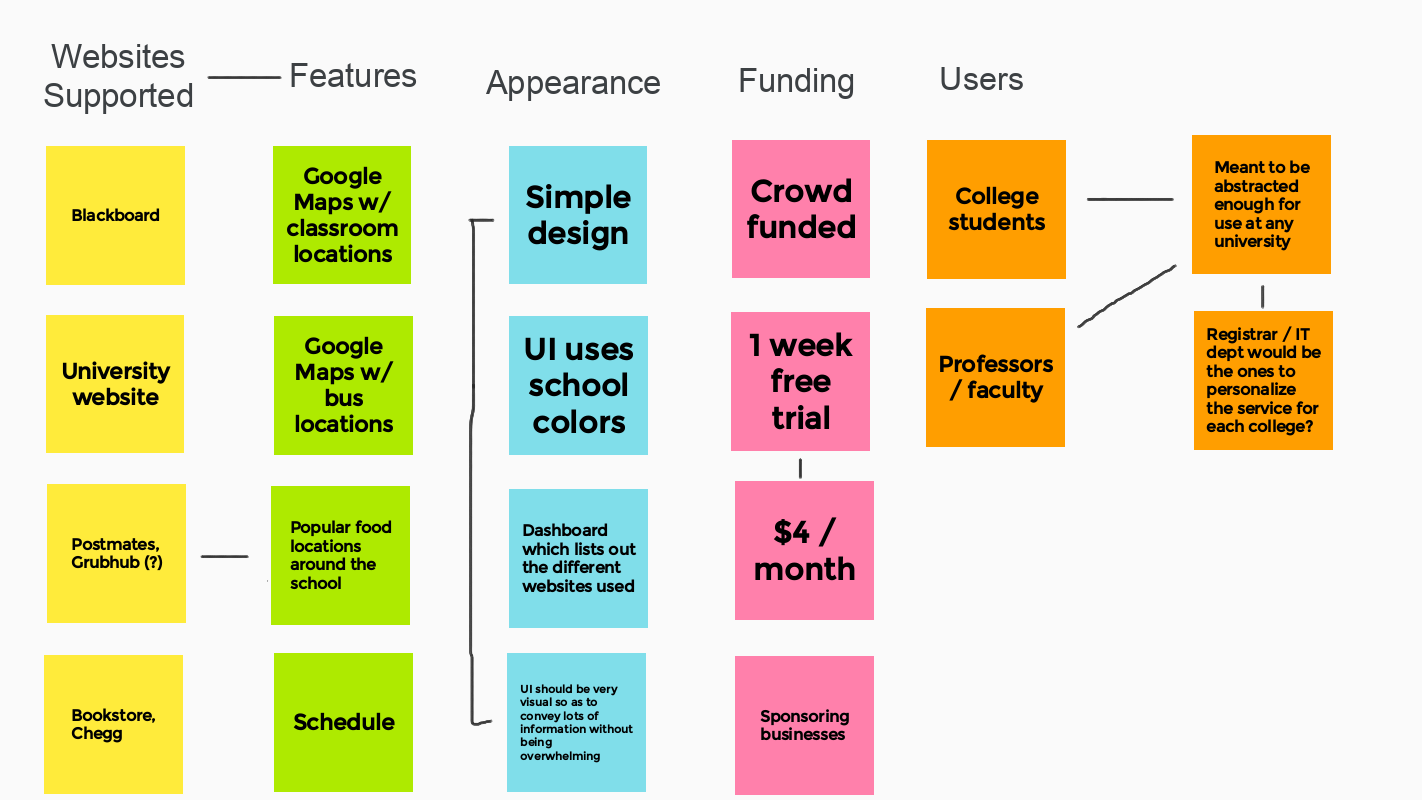 Websites
Supported
Features
Appearance
Funding
Users
Blackboard
University
website
Postmates,
Grubhub (?)
Bookstore,
Chegg
Google
Maps w/
classroom
locations
Google
Maps w/
bus
locations
Popular food
locations
around the
school
Schedule
Simple
design
UI uses
school
colors
Dashboard
which lists out
the different
websites used
UI should be very
visual so as to
convey lots of
information without
being
overwhelming
Crowd
funded
1 week
free
trial
$4 /
month
Sponsoring
businesses
College
students
Professors
/ faculty
Meant to be
abstracted
enough for
use at any
university
Registrar / IT
dept would be
the ones to
personalize
the service for
each college?